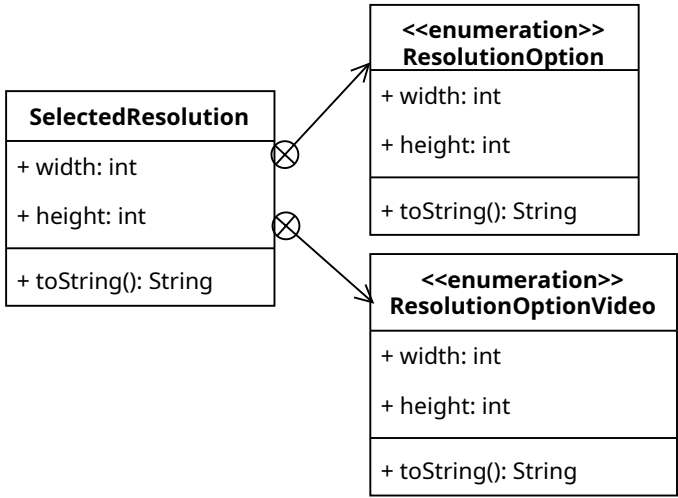 <<enumeration>>
ResolutionOption
+ width: int
+ height: int
+ toString(): String
SelectedResolution
+ width: int
+ height: int
+ toString(): String
<<enumeration>>
ResolutionOptionVideo
+ width: int
+ height: int
+ toString(): String